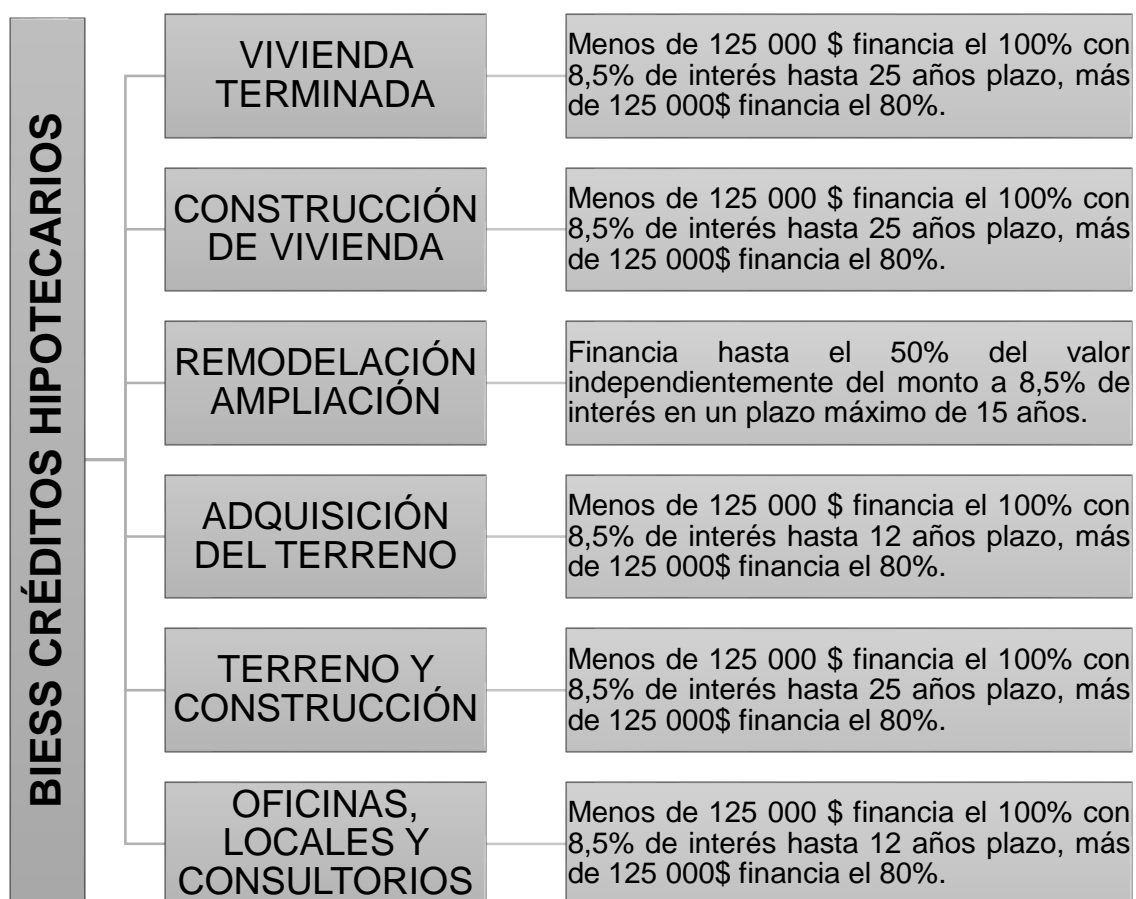 BIESS CRÉDITOS HIPOTECARIOS
VIVIENDA
TERMINADA
Menos de 125 000 $ financia el 100% con
8,5% de interés hasta 25 años plazo, más
de 125 000$ financia el 80%.
CONSTRUCCIÓN
DE VIVIENDA
Menos de 125 000 $ financia el 100% con
8,5% de interés hasta 25 años plazo, más
de 125 000$ financia el 80%.
REMODELACIÓN
AMPLIACIÓN
Financia hasta el 50% del valor
independientemente del monto a 8,5% de
interés en un plazo máximo de 15 años.
ADQUISICIÓN
DEL TERRENO
Menos de 125 000 $ financia el 100% con
8,5% de interés hasta 12 años plazo, más
de 125 000$ financia el 80%.
TERRENO Y
CONSTRUCCIÓN
Menos de 125 000 $ financia el 100% con
8,5% de interés hasta 25 años plazo, más
de 125 000$ financia el 80%.
OFICINAS,
LOCALES Y
CONSULTORIOS
Menos de 125 000 $ financia el 100% con
8,5% de interés hasta 12 años plazo, más
de 125 000$ financia el 80%.